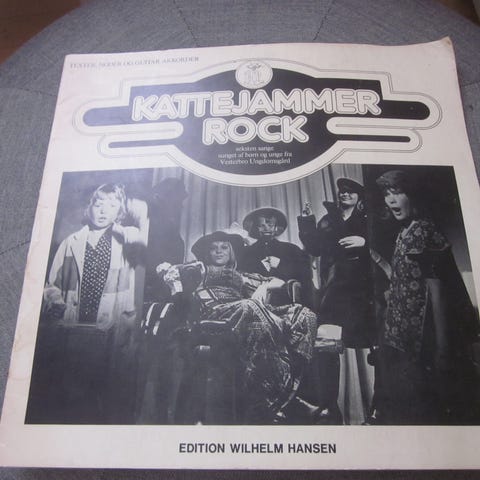 TEKSTER, NODER OG GUITAR AKKORDER
KATTEJAMMER
ROCK
seksten sange
sunget af børn og unge fra
Vesterbro Ungdomsgård
EDITION WILHELM HANSEN